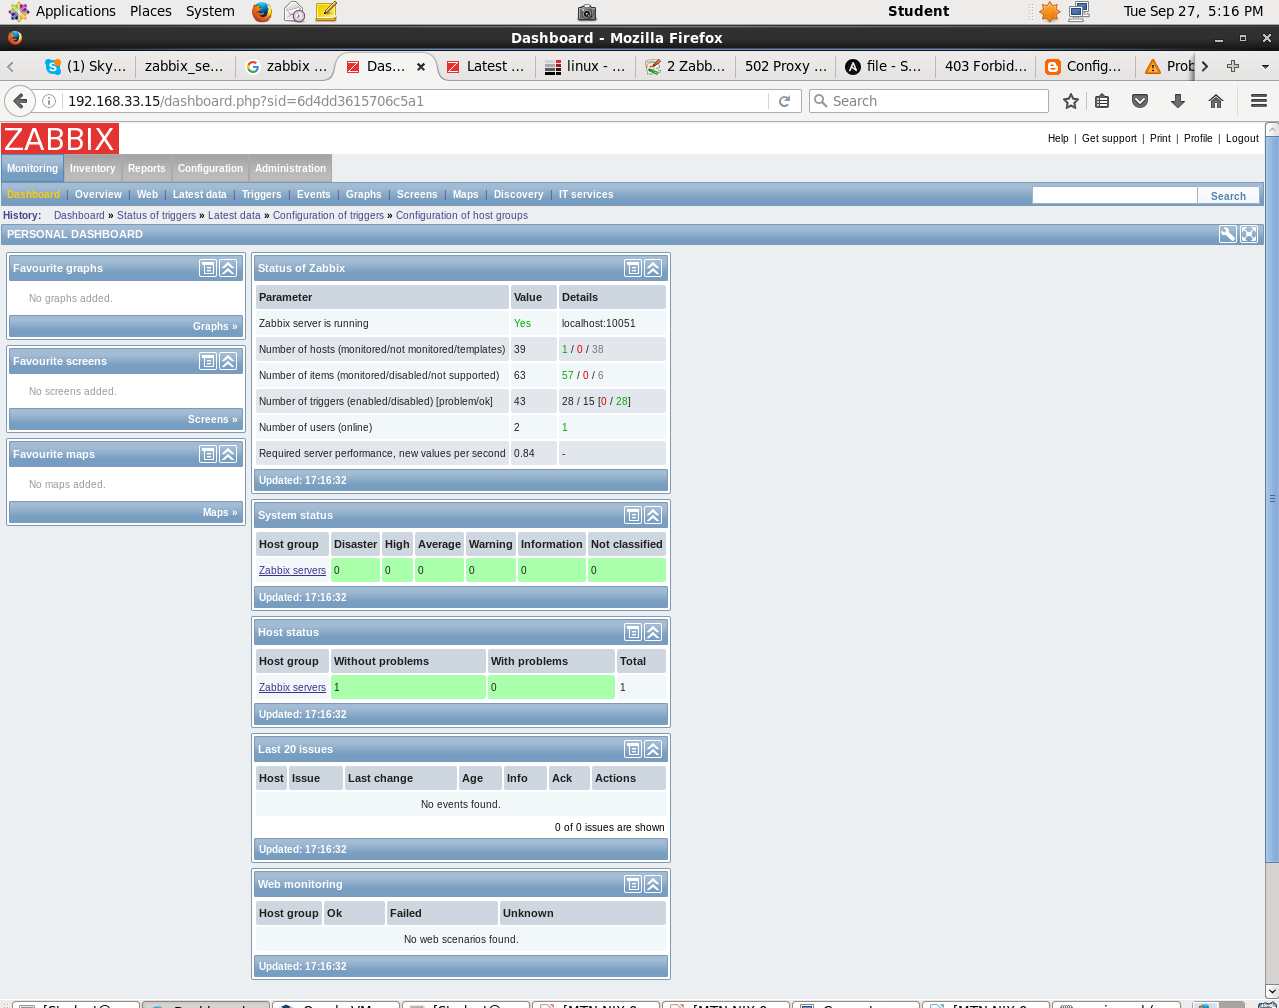 Applications Places System Student Tue Sep 27, 5:16 PM
Dashboard - Mozilla Firefox
(1) Sky... zabbix_se... zabbix ... Das... Latest ... linux - ... 2 Zabb... 502 Proxy ... file - S... 403 Forbid... Config... Prob
192.168.33.15/dashboard.php?sid=6d4dd3615706c5a1 Search
ZABBIX
Help | Get support | Print | Profile | Logout
Monitoring Inventory Reports Configuration Administration
Dashboard | Overview | Web | Latest data | Triggers | Events | Graphs | Screens | Maps | Discovery | IT services Search
History: Dashboard » Status of triggers » Latest data » Configuration of triggers » Configuration of host groups
PERSONAL DASHBOARD
Favourite graphs
No graphs added.
Graphs »
Favourite screens
No screens added.
Screens »
Favourite maps
No maps added.
Maps »
Status of Zabbix
Parameter Value Details
Zabbix server is running Yes localhost:10051
Number of hosts (monitored/not monitored/templates) 39 1 / 0 / 38
Number of items (monitored/disabled/not supported) 63 57 / 0 / 6
Number of triggers (enabled/disabled) [problem/ok] 43 28 / 15 [0 / 28]
Number of users (online) 2 1
Required server performance, new values per second 0.84 -
Updated: 17:16:32
System status
Host group Disaster High Average Warning Information Not classified
Zabbix servers 0 0 0 0 0 0
Updated: 17:16:32
Host status
Host group Without problems With problems Total
Zabbix servers 1 0 1
Updated: 17:16:32
Last 20 issues
Host Issue Last change Age Info Ack Actions
No events found.
0 of 0 issues are shown
Updated: 17:16:32
Web monitoring
Host group Ok Failed Unknown
No web scenarios found.
Updated: 17:16:32